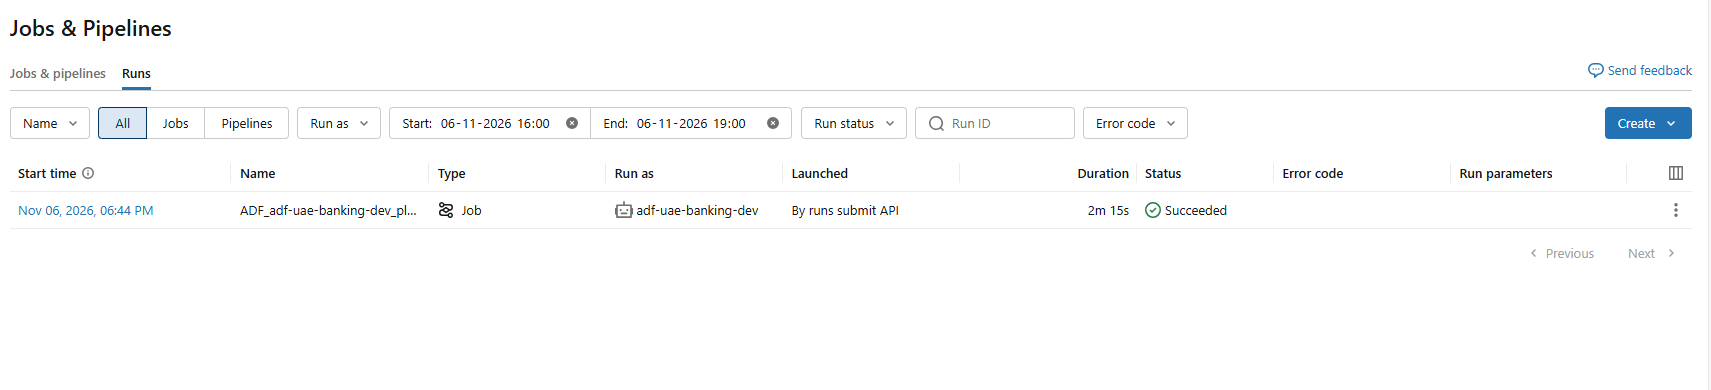 Jobs & Pipelines
Jobs & pipelines Runs
Send feedback
Name All Jobs Pipelines Run as Start: 06-11-2026 16:00 End: 06-11-2026 19:00 Run status Run ID Error code Create
Start time Name Type Run as Launched Duration Status Error code Run parameters
Nov 06, 2026, 06:44 PM ADF_adf-uae-banking-dev_pl... Job adf-uae-banking-dev By runs submit API 2m 15s Succeeded
Previous Next